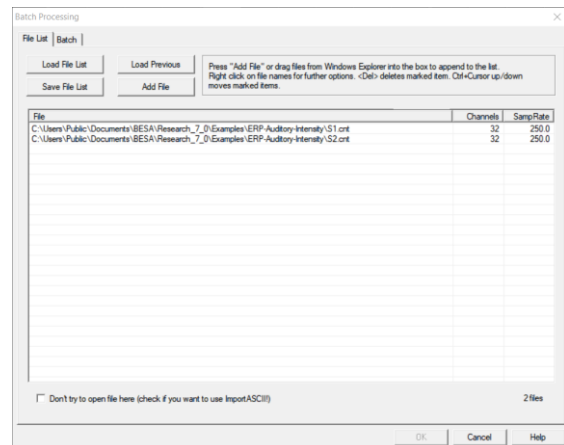 Batch Processing
File List Batch
Load File List Load Previous
Save File List Add File
Press "Add File" or drag files from Windows Explorer into the box to append to the list.
Right click on file names for further options. <Del> deletes marked item. Ctrl+Cursor up/down
moves marked items.
File Channels SampRate
C:\Users\Public\Documents\BESA\Research_7_0\Examples\ERP-Auditory-Intensity\S1.cnt 32 250.0
C:\Users\Public\Documents\BESA\Research_7_0\Examples\ERP-Auditory-Intensity\S2.cnt 32 250.0
Don't try to open file here (check if you want to use ImportASCII!) 2 files
OK Cancel Help